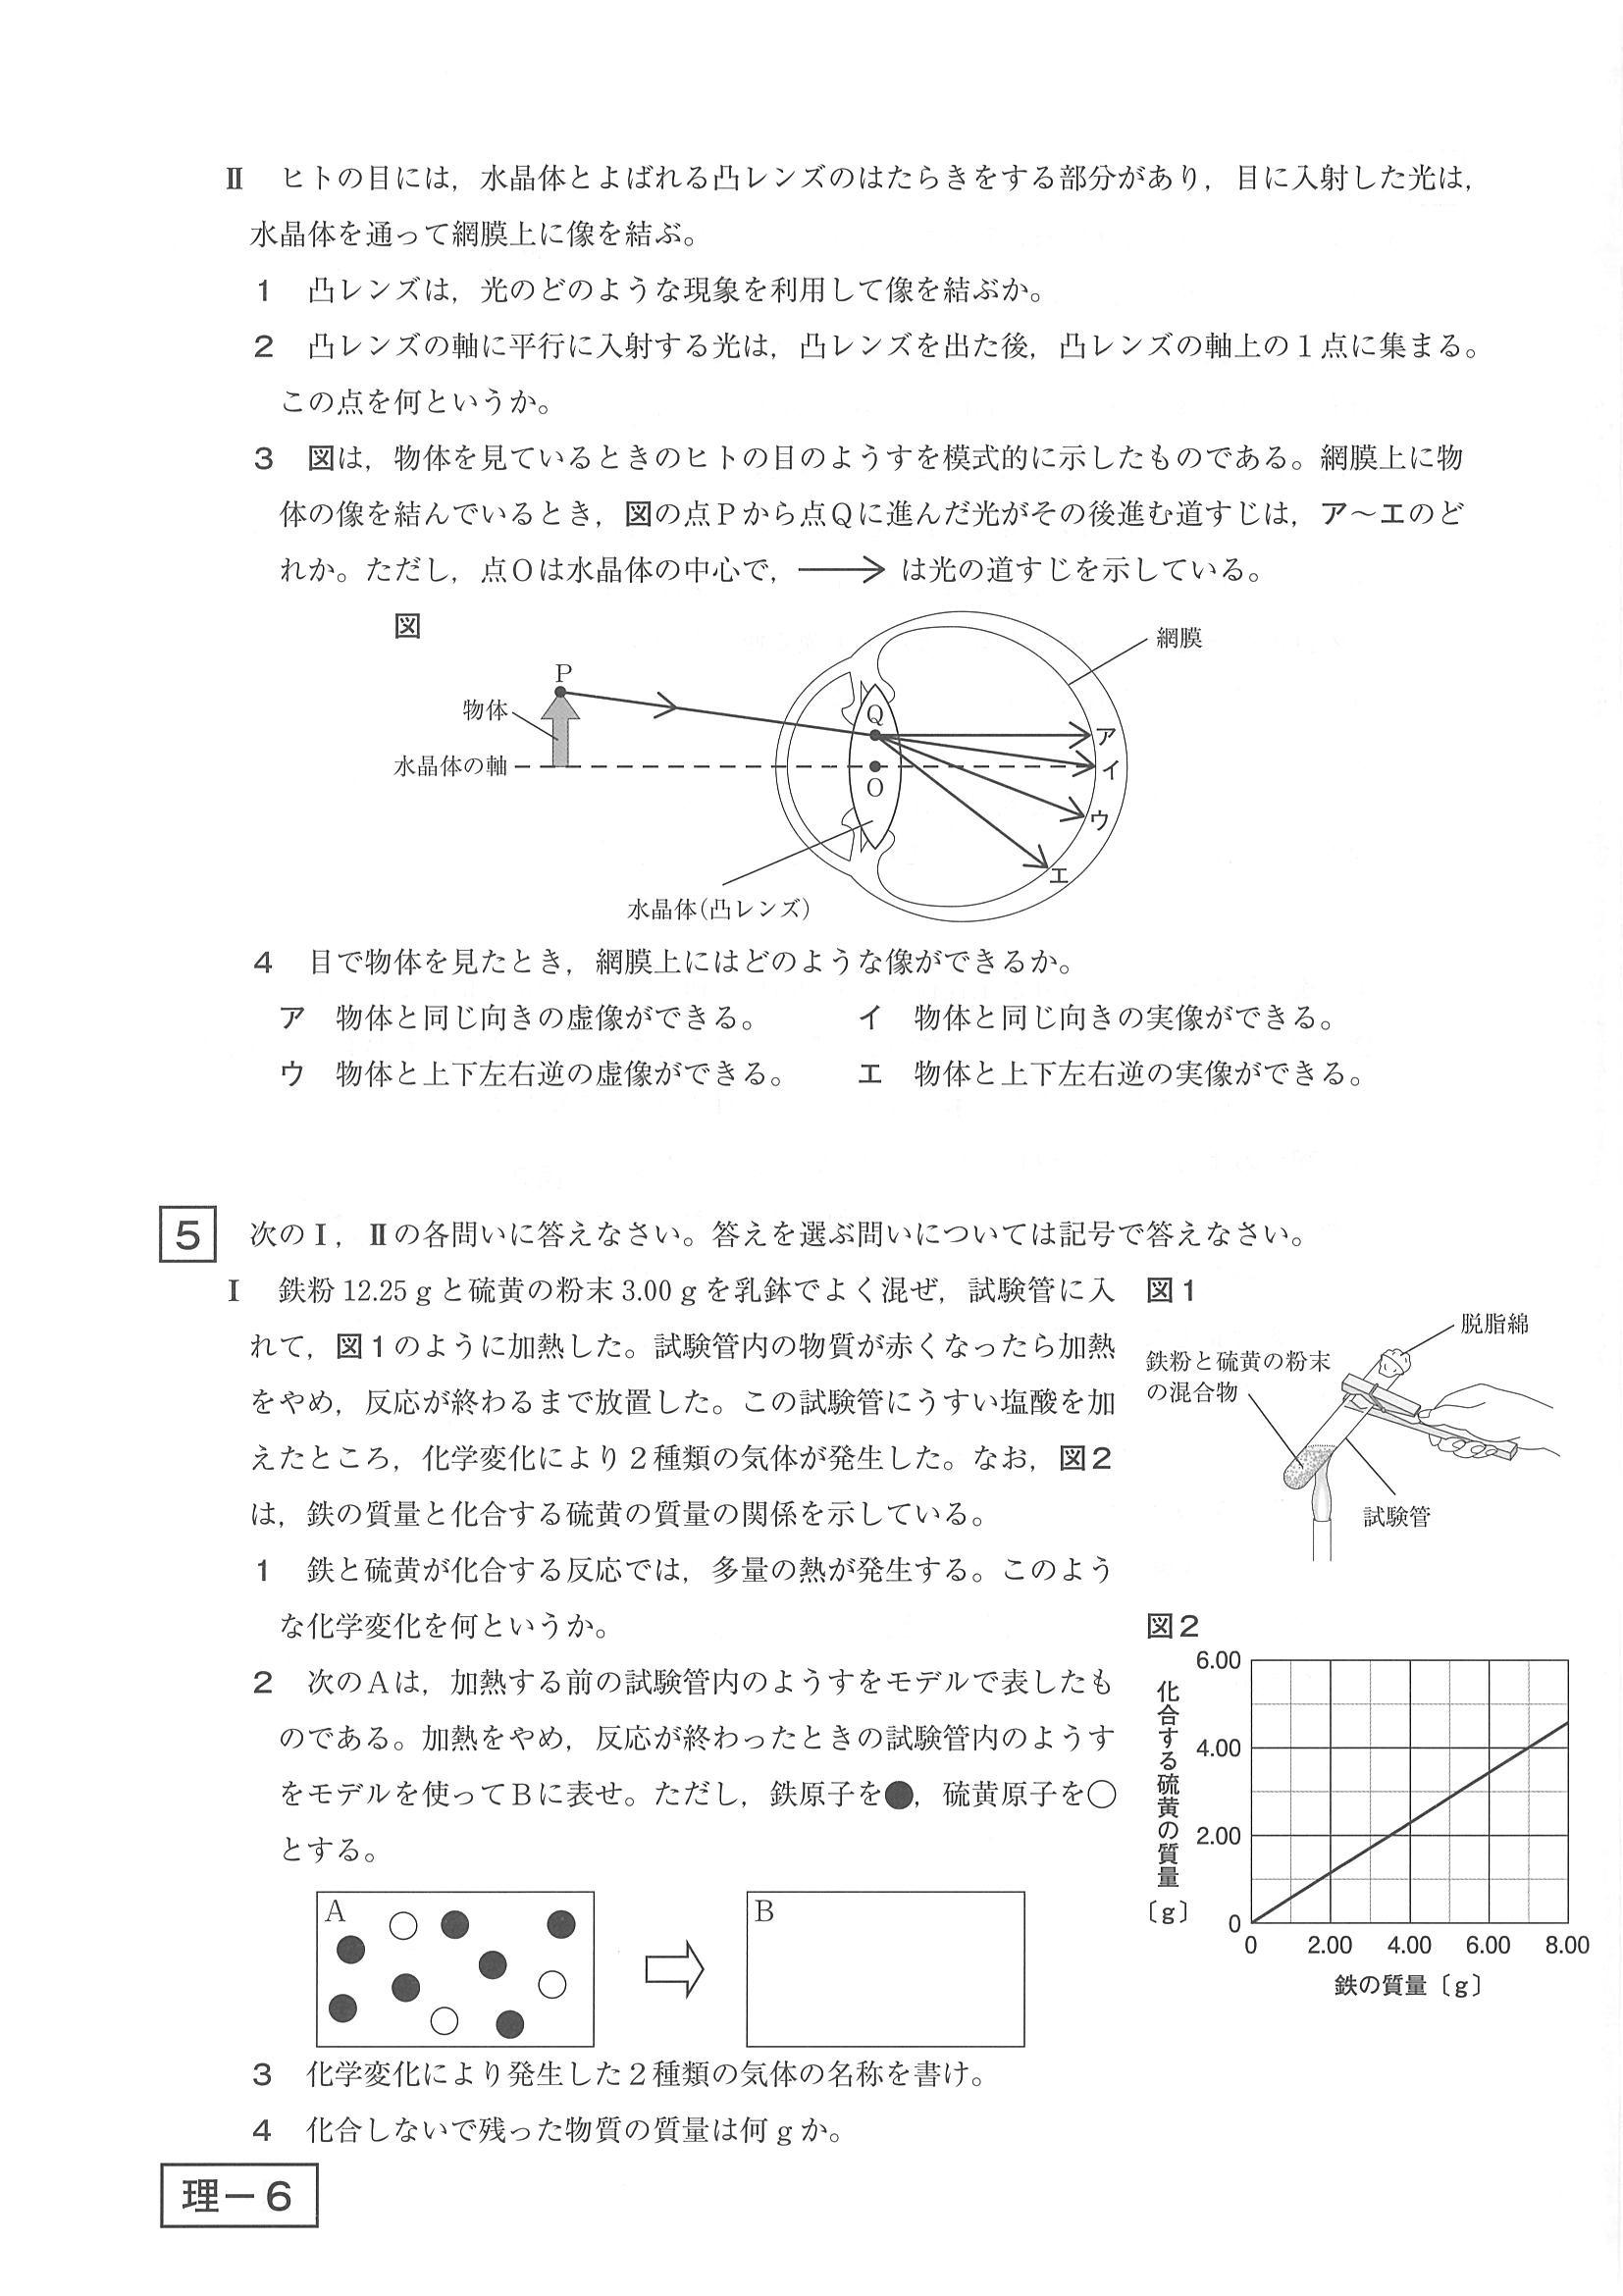 Ⅱ　ヒトの目には，水晶体とよばれる凸レンズのはたらきをする部分があり，目に入射した光は，
水晶体を通って網膜上に像を結ぶ。
1　凸レンズは，光のどのような現象を利用して像を結ぶか。
2　凸レンズの軸に平行に入射する光は，凸レンズを出た後，凸レンズの軸上の1点に集まる。
この点を何というか。
3　図は，物体を見ているときのヒトの目のようすを模式的に示したものである。網膜上に物
体の像を結んでいるとき，図の点Pから点Qに進んだ光がその後進む道すじは，ア〜エのど
れか。ただし，点Oは水晶体の中心で，――→は光の道すじを示している。
図
網膜
P
物体
Q
ア
水晶体の軸
イ
O
ウ
エ
水晶体(凸レンズ)
4　目で物体を見たとき，網膜上にはどのような像ができるか。
ア　物体と同じ向きの虚像ができる。　イ　物体と同じ向きの実像ができる。
ウ　物体と上下左右逆の虚像ができる。　エ　物体と上下左右逆の実像ができる。
5　次のⅠ，Ⅱの各問いに答えなさい。答えを選ぶ問いについては記号で答えなさい。
Ⅰ　鉄粉 12.25 g と硫黄の粉末 3.00 g を乳鉢でよく混ぜ，試験管に入
れて，図1のように加熱した。試験管内の物質が赤くなったら加熱
をやめ，反応が終わるまで放置した。この試験管にうすい塩酸を加
えたところ，化学変化により2種類の気体が発生した。なお，図2
は，鉄の質量と化合する硫黄の質量の関係を示している。
1　鉄と硫黄が化合する反応では，多量の熱が発生する。このよう
な化学変化を何というか。
2　次のAは，加熱する前の試験管内のようすをモデルで表したも
のである。加熱をやめ，反応が終わったときの試験管内のようす
をモデルを使ってBに表せ。ただし，鉄原子を●，硫黄原子を○
とする。
A
B
図1
脱脂綿
鉄粉と硫黄の粉末
の混合物
試験管
図2
化合する硫黄の質量
〔g〕
6.00
4.00
2.00
0
0 2.00 4.00 6.00 8.00
鉄の質量〔g〕
3　化学変化により発生した2種類の気体の名称を書け。
4　化合しないで残った物質の質量は何 g か。
理－6